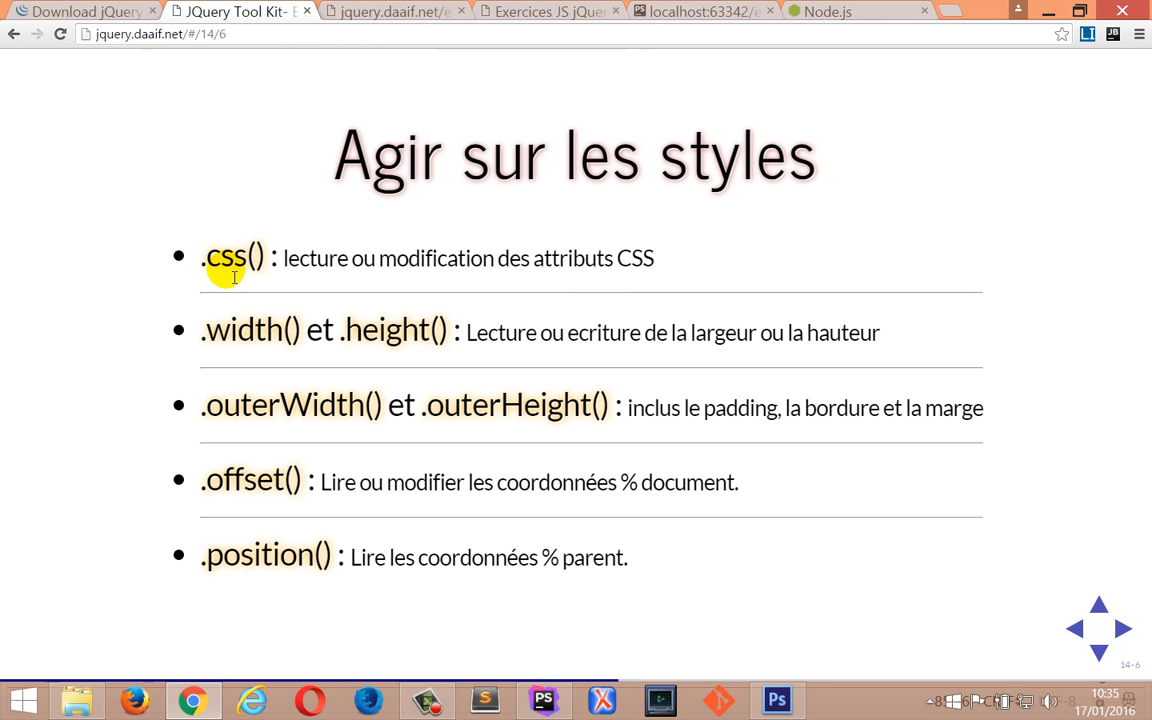 Download jQuery
JQuery Tool Kit- E
jquery.daaif.net/e
Exercices JS jQue
localhost:63342/e
Node.js
jquery.daaif.net/#/14/6
Agir sur les styles
.css() : lecture ou modification des attributs CSS
.width() et .height() : Lecture ou ecriture de la largeur ou la hauteur
.outerWidth() et .outerHeight() : inclus le padding, la bordure et la marge
.offset() : Lire ou modifier les coordonnées % document.
.position() : Lire les coordonnées % parent.
14-6
10:35
17/01/2016